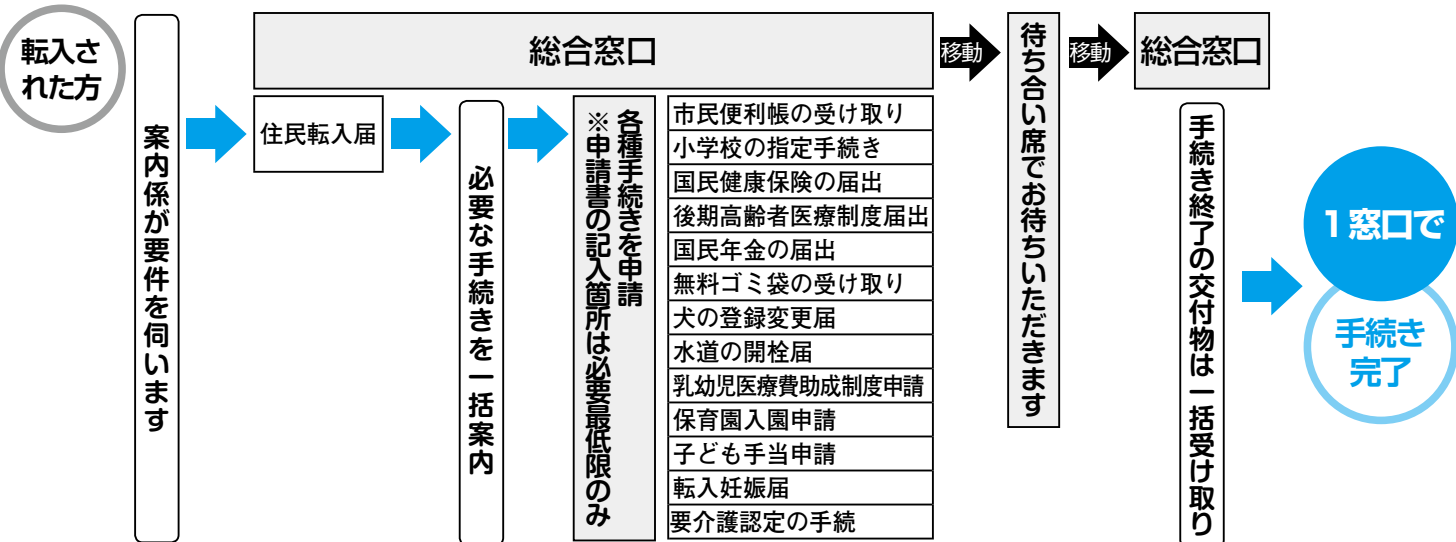 転入さ
れた方
案内係が要件を伺います
総合窓口
住民転入届
必要な手続きを一括案内
各種手続きを申請
※申請書の記入箇所は必要最低限のみ
市民便利帳の受け取り
小学校の指定手続き
国民健康保険の届出
後期高齢者医療制度届出
国民年金の届出
無料ゴミ袋の受け取り
犬の登録変更届
水道の開栓届
乳幼児医療費助成制度申請
保育園入園申請
子ども手当申請
転入妊娠届
要介護認定の手続
移動
待ち合い席でお待ちいただきます
移動
総合窓口
手続き終了の交付物は一括受け取り
1窓口で
手続き
完了